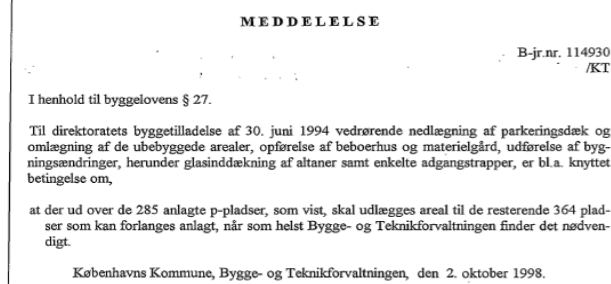 MEDDELELSE
B-jr.nr. 114930
/KT
I henhold til byggelovens § 27.
Til direktoratets byggetilladelse af 30. juni 1994 vedrørende nedlægning af parkeringsdæk og
omlægning af de ubebyggede arealer, opførelse af beboerhus og materielgård, udførelse af byg-
ningsændringer, herunder glasinddækning af altaner samt enkelte adgangstrapper, er bl.a. knyttet
betingelse om,
at der ud over de 285 anlagte p-pladser, som vist, skal udlægges areal til de resterende 364 plad-
ser som kan forlanges anlagt, når som helst Bygge- og Teknikforvaltningen finder det nødven-
digt.
Københavns Kommune, Bygge- og Teknikforvaltningen, den 2. oktober 1998.